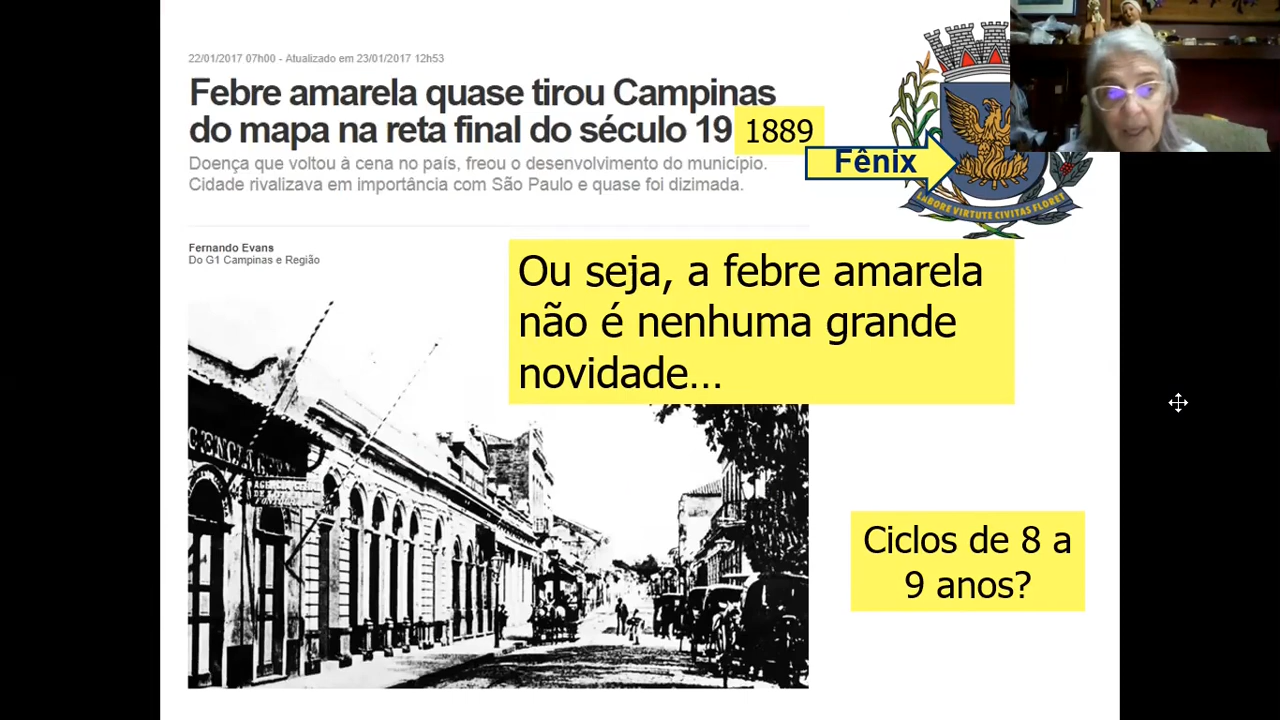 22/01/2017 07h00 - Atualizado em 23/01/2017 12h53
Febre amarela quase tirou Campinas
do mapa na reta final do século 19
1889
Doença que voltou à cena no país, freou o desenvolvimento do município.
Cidade rivalizava em importância com São Paulo e quase foi dizimada.
Fênix
LABORE VIRTUTE CIVITAS FLORET
Fernando Evans
Do G1 Campinas e Região
Ou seja, a febre amarela
não é nenhuma grande
novidade...
Ciclos de 8 a
9 anos?